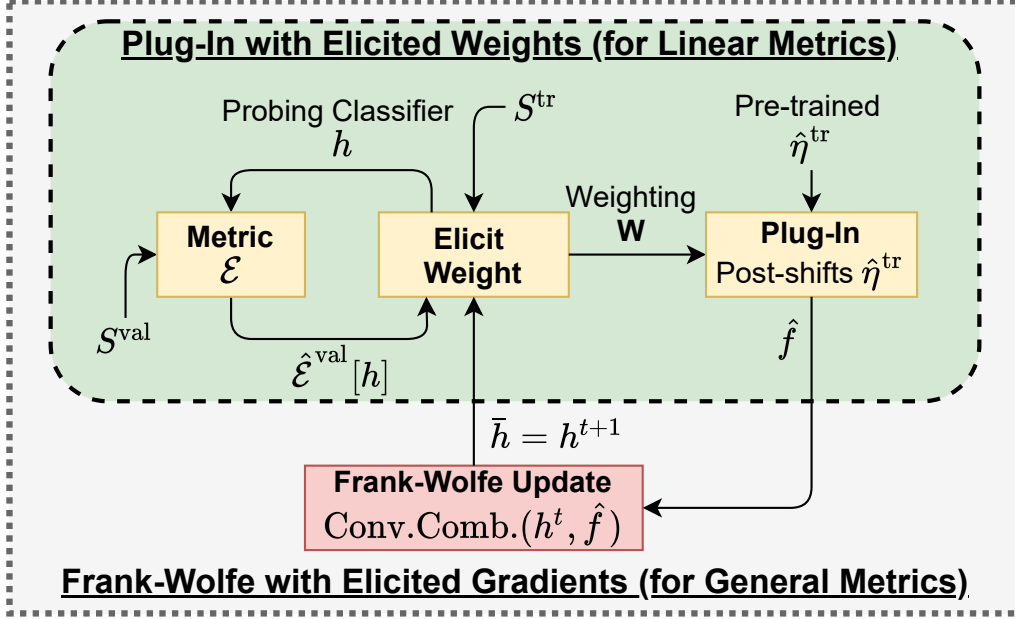 Plug-In with Elicited Weights (for Linear Metrics)
Probing Classifier
h
S^tr
Pre-trained
η̂^tr
Metric
ℰ
Elicit
Weight
Weighting
W
Plug-In
Post-shifts η̂^tr
S^val
ℰ̂^val[h]
f̂
h̄ = h^{t+1}
Frank-Wolfe Update
Conv.Comb.(h^t, f̂)
Frank-Wolfe with Elicited Gradients (for General Metrics)